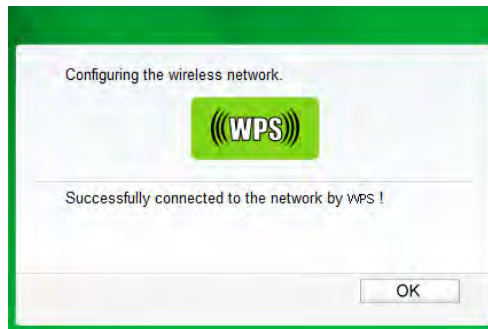 Configuring the wireless network.
(((WPS)))
Successfully connected to the network by WPS !
OK